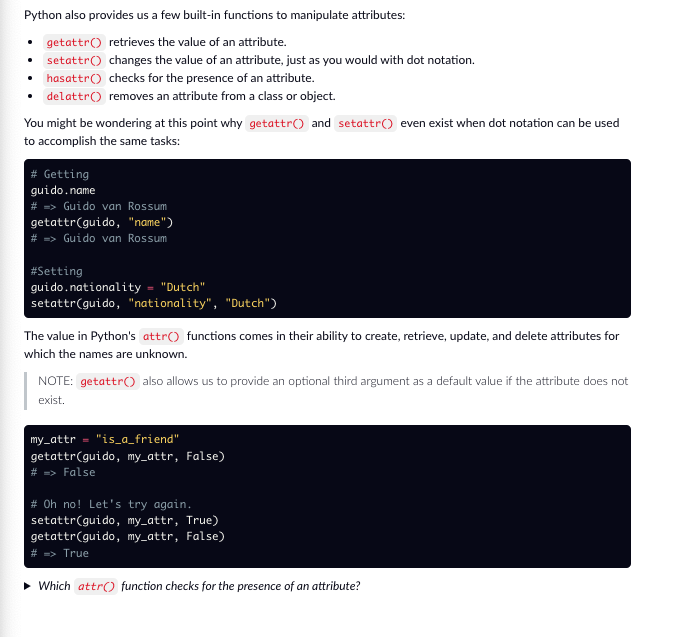 Python also provides us a few built-in functions to manipulate attributes:
• getattr() retrieves the value of an attribute.
• setattr() changes the value of an attribute, just as you would with dot notation.
• hasattr() checks for the presence of an attribute.
• delattr() removes an attribute from a class or object.
You might be wondering at this point why getattr() and setattr() even exist when dot notation can be used
to accomplish the same tasks:
# Getting
guido.name
# => Guido van Rossum
getattr(guido, "name")
# => Guido van Rossum
#Setting
guido.nationality = "Dutch"
setattr(guido, "nationality", "Dutch")
The value in Python's attr() functions comes in their ability to create, retrieve, update, and delete attributes for
which the names are unknown.
NOTE: getattr() also allows us to provide an optional third argument as a default value if the attribute does not
exist.
my_attr = "is_a_friend"
getattr(guido, my_attr, False)
# => False
# Oh no! Let's try again.
setattr(guido, my_attr, True)
getattr(guido, my_attr, False)
# => True
▶ Which attr() function checks for the presence of an attribute?